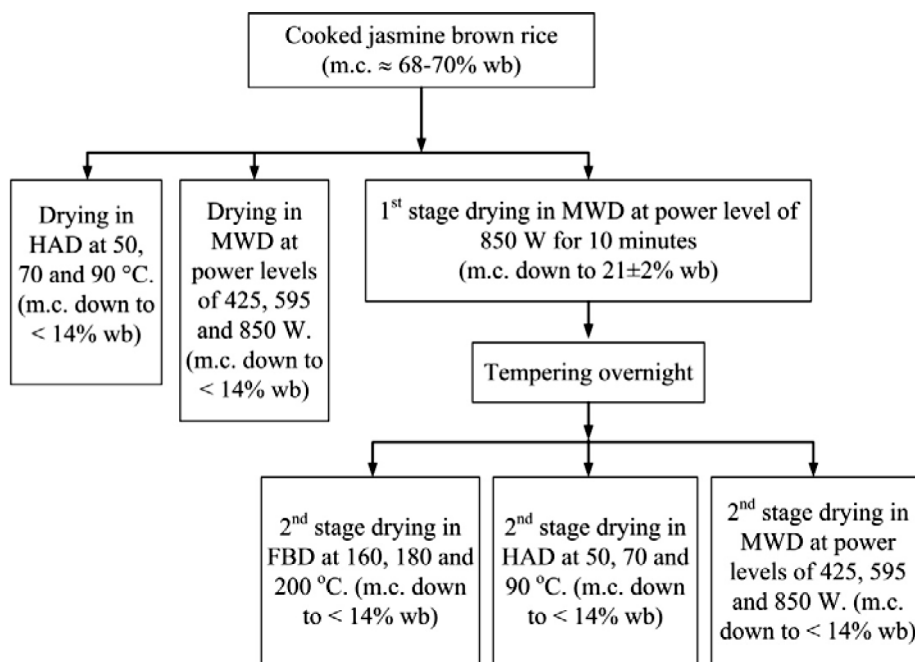 Cooked jasmine brown rice
(m.c. ≈ 68-70% wb)
Drying in
HAD at 50,
70 and 90 °C.
(m.c. down to
< 14% wb)
Drying in
MWD at
power levels
of 425, 595
and 850 W.
(m.c. down to
< 14% wb)
1st stage drying in MWD at power level of
850 W for 10 minutes
(m.c. down to 21±2% wb)
Tempering overnight
2nd stage drying in
FBD at 160, 180 and
200 °C. (m.c. down
to < 14% wb)
2nd stage drying in
HAD at 50, 70 and
90 °C. (m.c. down
to < 14% wb)
2nd stage drying in
MWD at power
levels of 425, 595
and 850 W. (m.c.
down to < 14% wb)